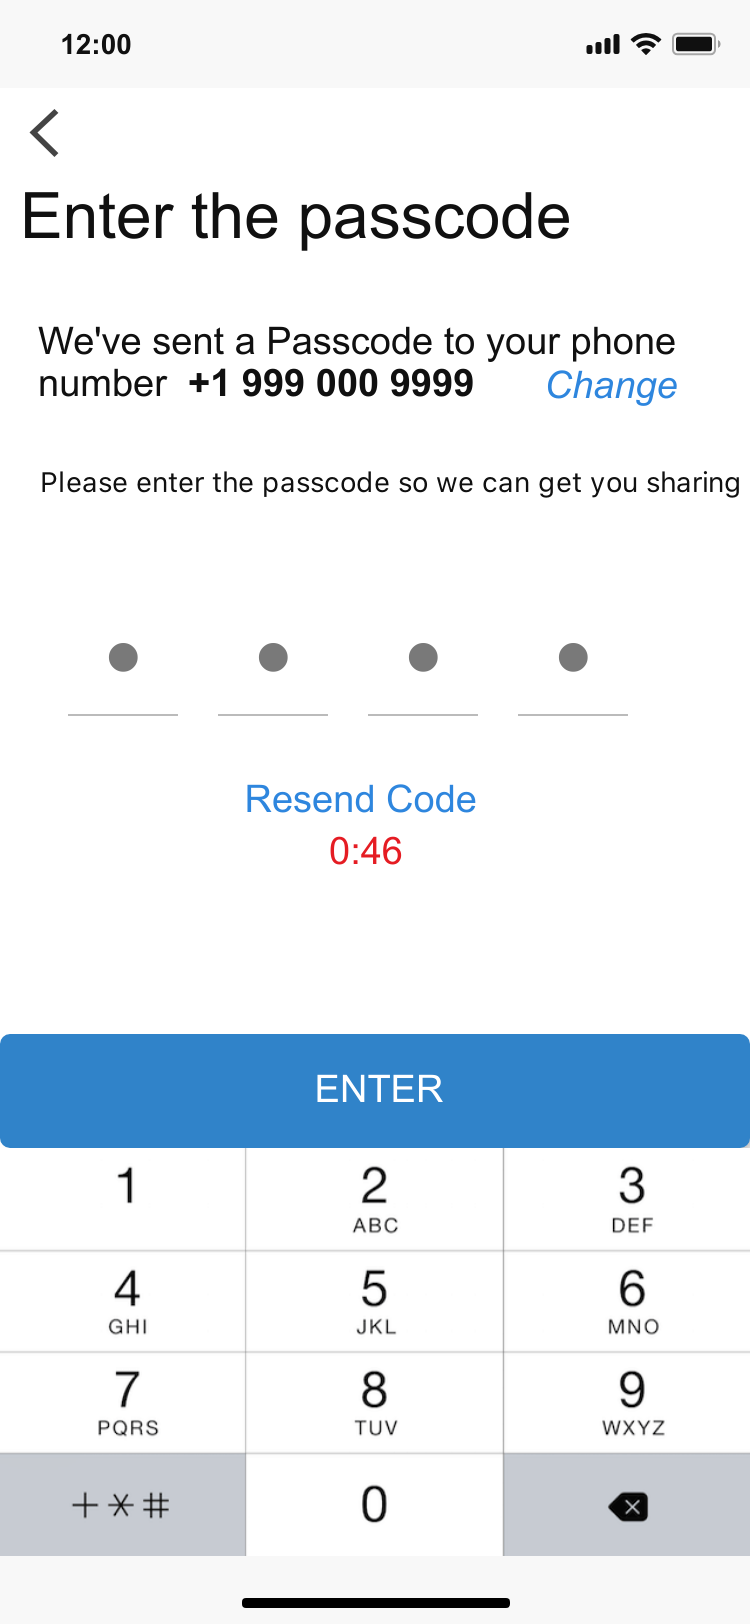 12:00
Enter the passcode
We've sent a Passcode to your phone
number +1 999 000 9999 Change
Please enter the passcode so we can get you sharing
Resend Code
0:46
ENTER
1 2 3
ABC DEF
4 5 6
GHI JKL MNO
7 8 9
PQRS TUV WXYZ
+*# 0